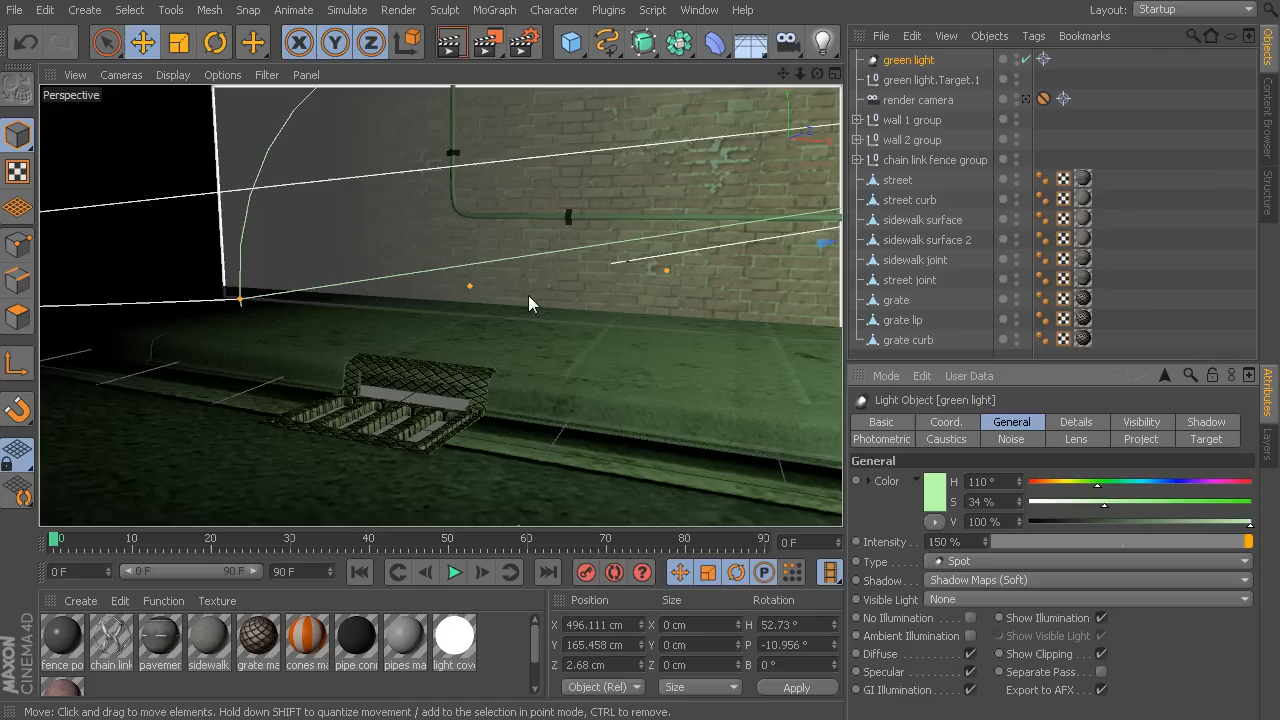 File Edit Create Select Tools Mesh Snap Animate Simulate Render Sculpt MoGraph Character Plugins Script Window Help Layout: Startup
View Cameras Display Options Filter Panel
Perspective
File Edit View Objects Tags Bookmarks
green light
green light.Target.1
render camera
wall 1 group
wall 2 group
chain link fence group
street
street curb
sidewalk surface
sidewalk surface 2
sidewalk joint
street joint
grate
grate lip
grate curb
Objects
Content Browser
Structure
Mode Edit User Data
Light Object [green light]
Basic Coord. General Details Visibility Shadow
Photometric Caustics Noise Lens Project Target
General
Color H 110 °
S 34 %
V 100 %
Intensity 150 %
Type Spot
Shadow Shadow Maps (Soft)
Visible Light None
No Illumination Show Illumination
Ambient Illumination Show Visible Light
Diffuse Show Clipping
Specular Separate Pass
GI Illumination Export to AFX
Attributes
Layers
0 10 20 30 40 50 60 70 80 90 0 F
0 F 0 F 90 F 90 F
Create Edit Function Texture
fence po chain link pavemer sidewalk grate ma cones ma pipe conr pipes ma light cove
Position Size Rotation
X 496.111 cm X 0 cm H 52.73 °
Y 165.458 cm Y 0 cm P -10.956 °
Z 2.68 cm Z 0 cm B 0 °
Object (Rel) Size Apply
MAXON
CINEMA 4D
Move: Click and drag to move elements. Hold down SHIFT to quantize movement / add to the selection in point mode, CTRL to remove.